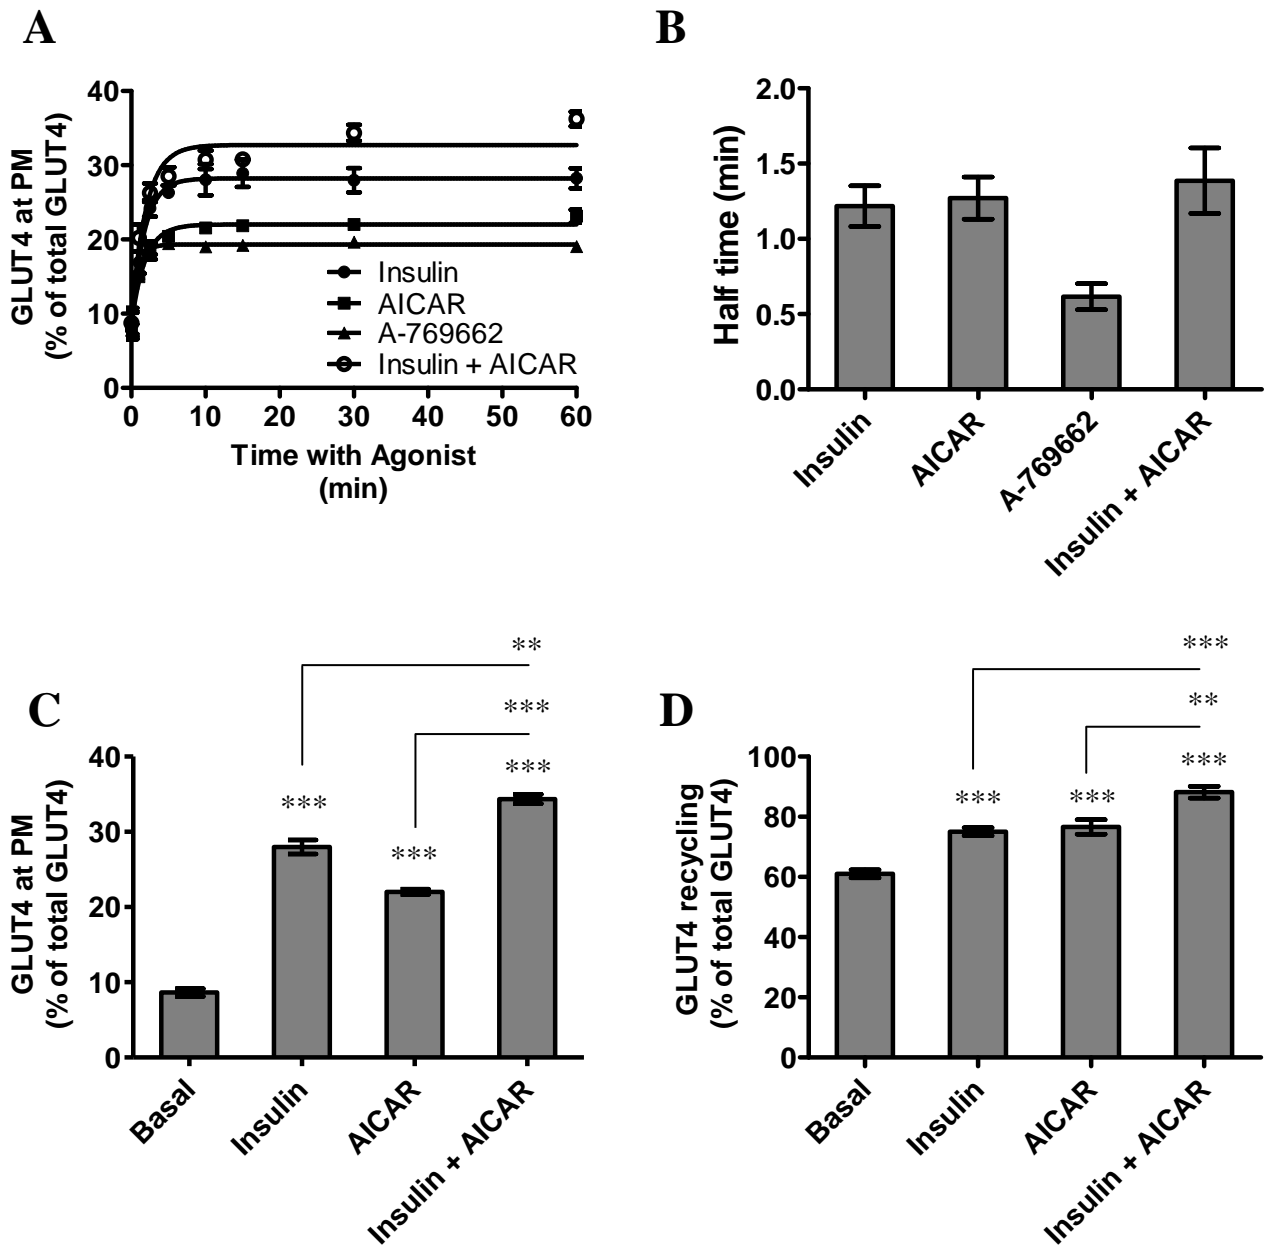 A
GLUT4 at PM
(% of total GLUT4)
40
30
20
10
0
0 10 20 30 40 50 60
Time with Agonist
(min)
Insulin
AICAR
A-769662
Insulin + AICAR
B
Half time (min)
2.0
1.5
1.0
0.5
0.0
Insulin
AICAR
A-769662
Insulin + AICAR
C
**
***
***
***
***
GLUT4 at PM
(% of total GLUT4)
40
30
20
10
0
Basal
Insulin
AICAR
Insulin + AICAR
D
***
**
***
***
***
GLUT4 recycling
(% of total GLUT4)
100
80
60
40
20
0
Basal
Insulin
AICAR
Insulin + AICAR